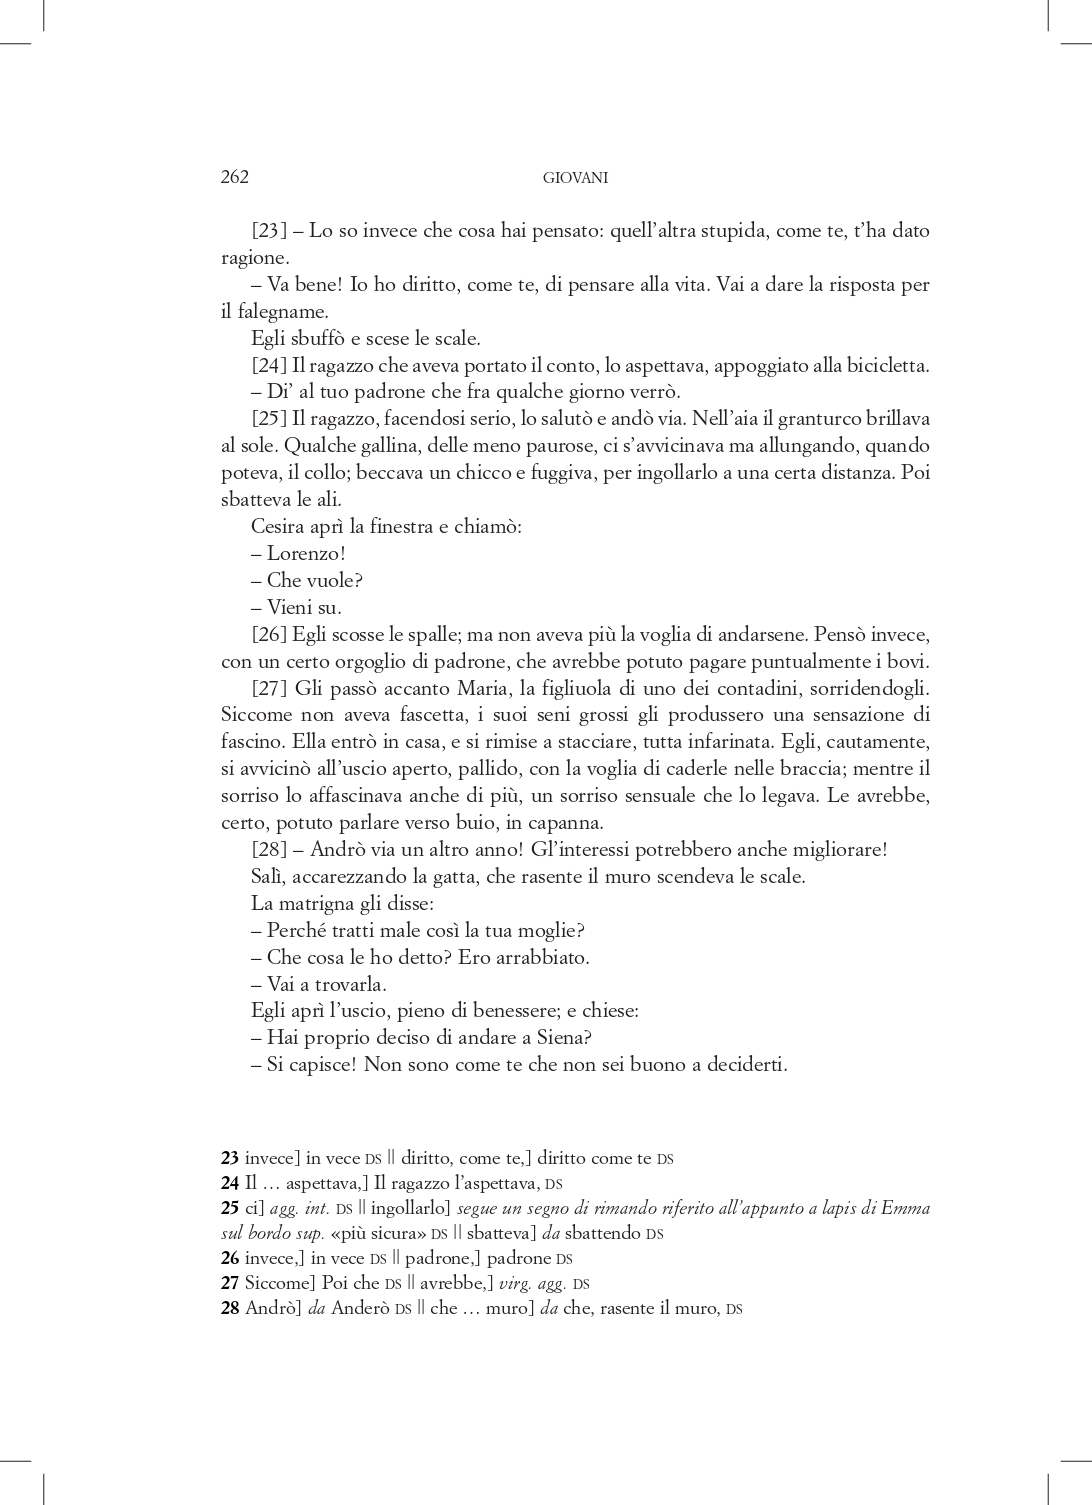 262
GIOVANI
[23] – Lo so invece che cosa hai pensato: quell’altra stupida, come te, t’ha dato
ragione.
– Va bene! Io ho diritto, come te, di pensare alla vita. Vai a dare la risposta per
il falegname.
Egli sbuffò e scese le scale.
[24] Il ragazzo che aveva portato il conto, lo aspettava, appoggiato alla bicicletta.
– Di’ al tuo padrone che fra qualche giorno verrò.
[25] Il ragazzo, facendosi serio, lo salutò e andò via. Nell’aia il granturco brillava
al sole. Qualche gallina, delle meno paurose, ci s’avvicinava ma allungando, quando
poteva, il collo; beccava un chicco e fuggiva, per ingollarlo a una certa distanza. Poi
sbatteva le ali.
Cesira aprì la finestra e chiamò:
– Lorenzo!
– Che vuole?
– Vieni su.
[26] Egli scosse le spalle; ma non aveva più la voglia di andarsene. Pensò invece,
con un certo orgoglio di padrone, che avrebbe potuto pagare puntualmente i bovi.
[27] Gli passò accanto Maria, la figliuola di uno dei contadini, sorridendogli.
Siccome non aveva fascetta, i suoi seni grossi gli produssero una sensazione di
fascino. Ella entrò in casa, e si rimise a stacciare, tutta infarinata. Egli, cautamente,
si avvicinò all’uscio aperto, pallido, con la voglia di caderle nelle braccia; mentre il
sorriso lo affascinava anche di più, un sorriso sensuale che lo legava. Le avrebbe,
certo, potuto parlare verso buio, in capanna.
[28] – Andrò via un altro anno! Gl’interessi potrebbero anche migliorare!
Salì, accarezzando la gatta, che rasente il muro scendeva le scale.
La matrigna gli disse:
– Perché tratti male così la tua moglie?
– Che cosa le ho detto? Ero arrabbiato.
– Vai a trovarla.
Egli aprì l’uscio, pieno di benessere; e chiese:
– Hai proprio deciso di andare a Siena?
– Si capisce! Non sono come te che non sei buono a deciderti.
23 invece] in vece DS || diritto, come te,] diritto come te DS
24 Il … aspettava,] Il ragazzo l’aspettava, DS
25 ci] agg. int. DS || ingollarlo] segue un segno di rimando riferito all’appunto a lapis di Emma
sul bordo sup. «più sicura» DS || sbatteva] da sbattendo DS
26 invece,] in vece DS || padrone,] padrone DS
27 Siccome] Poi che DS || avrebbe,] virg. agg. DS
28 Andrò] da Anderò DS || che … muro] da che, rasente il muro, DS